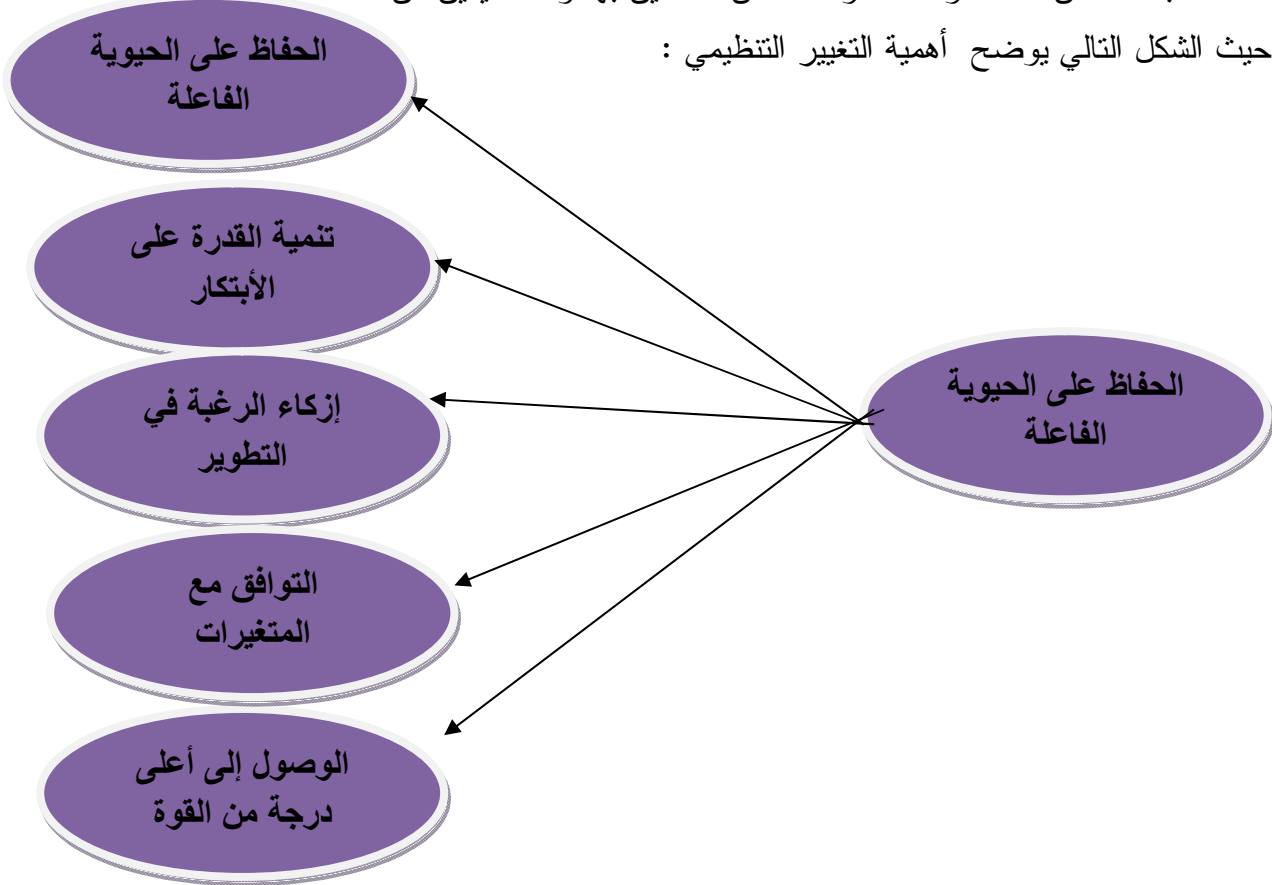 حيث الشكل التالي يوضح أهمية التغيير التنظيمي :
الحفاظ على الحيوية
الفاعلة
تنمية القدرة على
الأبتكار
إزكاء الرغبة في
التطوير
التوافق مع
المتغيرات
الوصول إلى أعلى
درجة من القوة
الحفاظ على الحيوية
الفاعلة